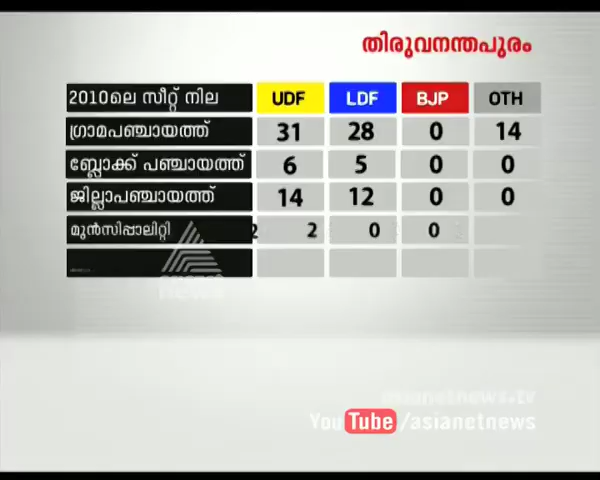 തിരുവനന്തപുരം
2010ലെ സീറ്റ് നില UDF LDF BJP OTH
ഗ്രാമപഞ്ചായത്ത് 31 28 0 14
ബ്ലോക്ക് പഞ്ചായത്ത് 6 5 0 0
ജില്ലാപഞ്ചായത്ത് 14 12 0 0
മുൻസിപ്പാലിറ്റി 2 2 0 0
asianetnews.tv
YouTube/asianetnews